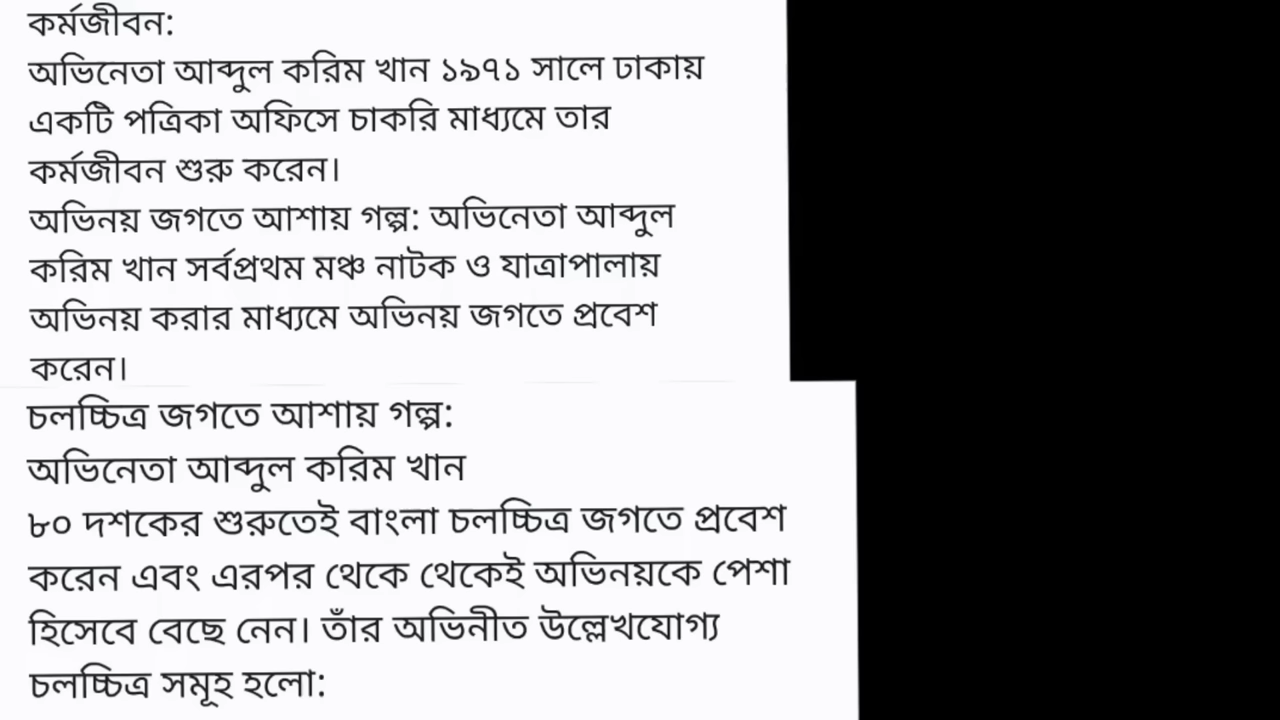 কর্মজীবন:
অভিনেতা আব্দুল করিম খান ১৯৭১ সালে ঢাকায়
একটি পত্রিকা অফিসে চাকরি মাধ্যমে তার
কর্মজীবন শুরু করেন।
অভিনয় জগতে আশায় গল্প: অভিনেতা আব্দুল
করিম খান সর্বপ্রথম মঞ্চ নাটক ও যাত্রাপালায়
অভিনয় করার মাধ্যমে অভিনয় জগতে প্রবেশ
করেন।
চলচ্চিত্র জগতে আশায় গল্প:
অভিনেতা আব্দুল করিম খান
৮০ দশকের শুরুতেই বাংলা চলচ্চিত্র জগতে প্রবেশ
করেন এবং এরপর থেকে থেকেই অভিনয়কে পেশা
হিসেবে বেছে নেন। তাঁর অভিনীত উল্লেখযোগ্য
চলচ্চিত্র সমূহ হলো: